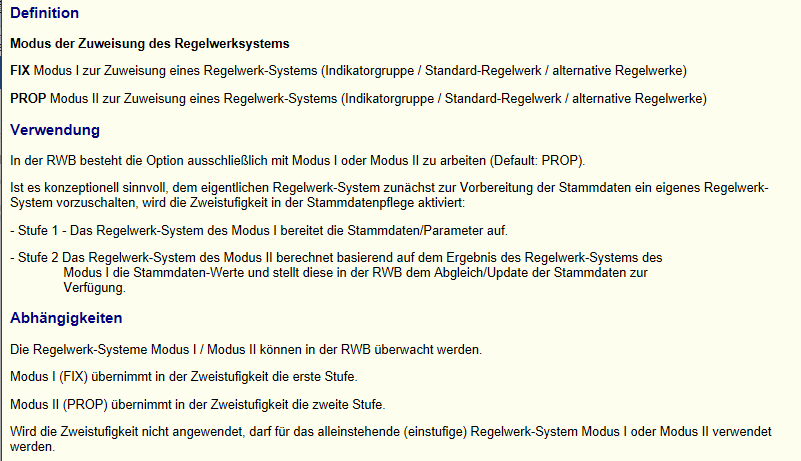 Definition
Modus der Zuweisung des Regelwerksystems
FIX Modus I zur Zuweisung eines Regelwerk-Systems (Indikatorgruppe / Standard-Regelwerk / alternative Regelwerke)
PROP Modus II zur Zuweisung eines Regelwerk-Systems (Indikatorgruppe / Standard-Regelwerk / alternative Regelwerke)
Verwendung
In der RWB besteht die Option ausschließlich mit Modus I oder Modus II zu arbeiten (Default: PROP).
Ist es konzeptionell sinnvoll, dem eigentlichen Regelwerk-System zunächst zur Vorbereitung der Stammdaten ein eigenes Regelwerk-
System vorzuschalten, wird die Zweistufigkeit in der Stammdatenpflege aktiviert:
- Stufe 1 - Das Regelwerk-System des Modus I bereitet die Stammdaten/Parameter auf.
- Stufe 2 Das Regelwerk-System des Modus II berechnet basierend auf dem Ergebnis des Regelwerk-Systems des
Modus I die Stammdaten-Werte und stellt diese in der RWB dem Abgleich/Update der Stammdaten zur
Verfügung.
Abhängigkeiten
Die Regelwerk-Systeme Modus I / Modus II können in der RWB überwacht werden.
Modus I (FIX) übernimmt in der Zweistufigkeit die erste Stufe.
Modus II (PROP) übernimmt in der Zweistufigkeit die zweite Stufe.
Wird die Zweistufigkeit nicht angewendet, darf für das alleinstehende (einstufige) Regelwerk-System Modus I oder Modus II verwendet
werden.